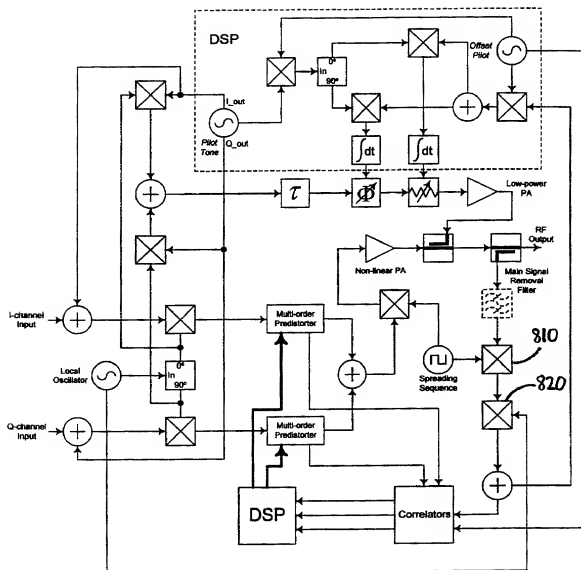 DSP
Offset
Pilot
0°
In
90°
I_out
Pilot
Tone
Q_out
∫dt
∫dt
τ
Φ
Low-power
PA
RF
Output
Non-linear PA
Main Signal
Removal
Filter
I-channel
Input
Multi-order
Predistorter
810
Local
Oscillator
0°
In
90°
Spreading
Sequence
820
Q-channel
Input
Multi-order
Predistorter
DSP
Correlators